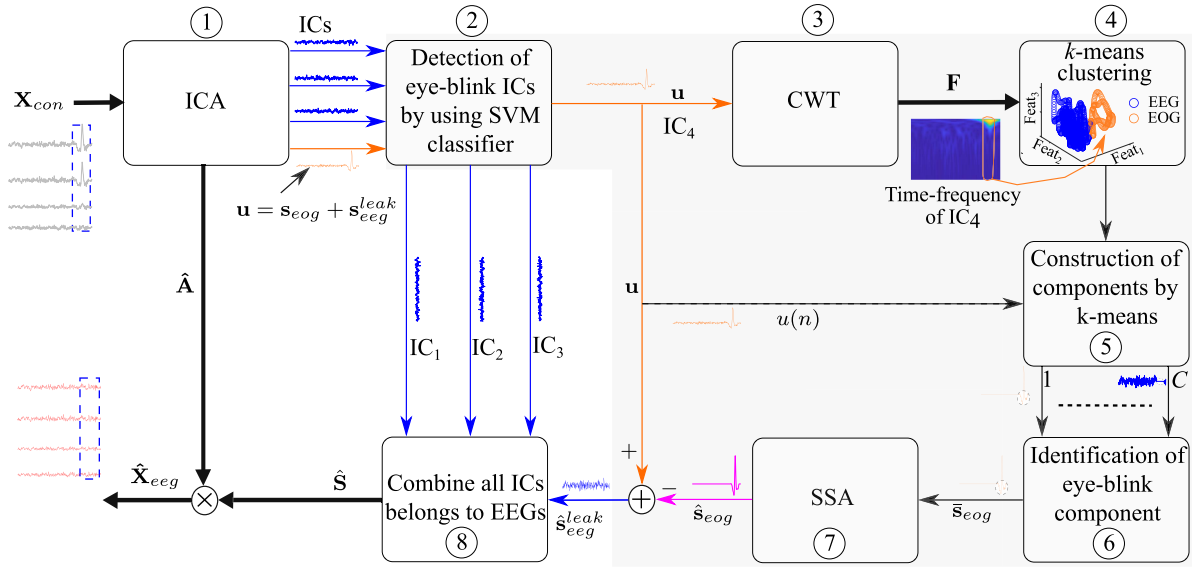 1
2
3
4
ICs
X_con
ICA
Detection of
eye-blink ICs
by using SVM
classifier
u
IC_4
CWT
F
k-means
clustering
Feat_3
Feat_2
Feat_1
EEG
EOG
Time-frequency
of IC_4
u = s_eog + s_eeg^leak
Â
u
u(n)
IC_1
IC_2
IC_3
Construction of
components by
k-means
5
1
C
X̂_eeg
×
Ŝ
Combine all ICs
belongs to EEGs
8
ŝ_eeg^leak
+
+
−
ŝ_eog
SSA
7
s̄_eog
Identification of
eye-blink
component
6